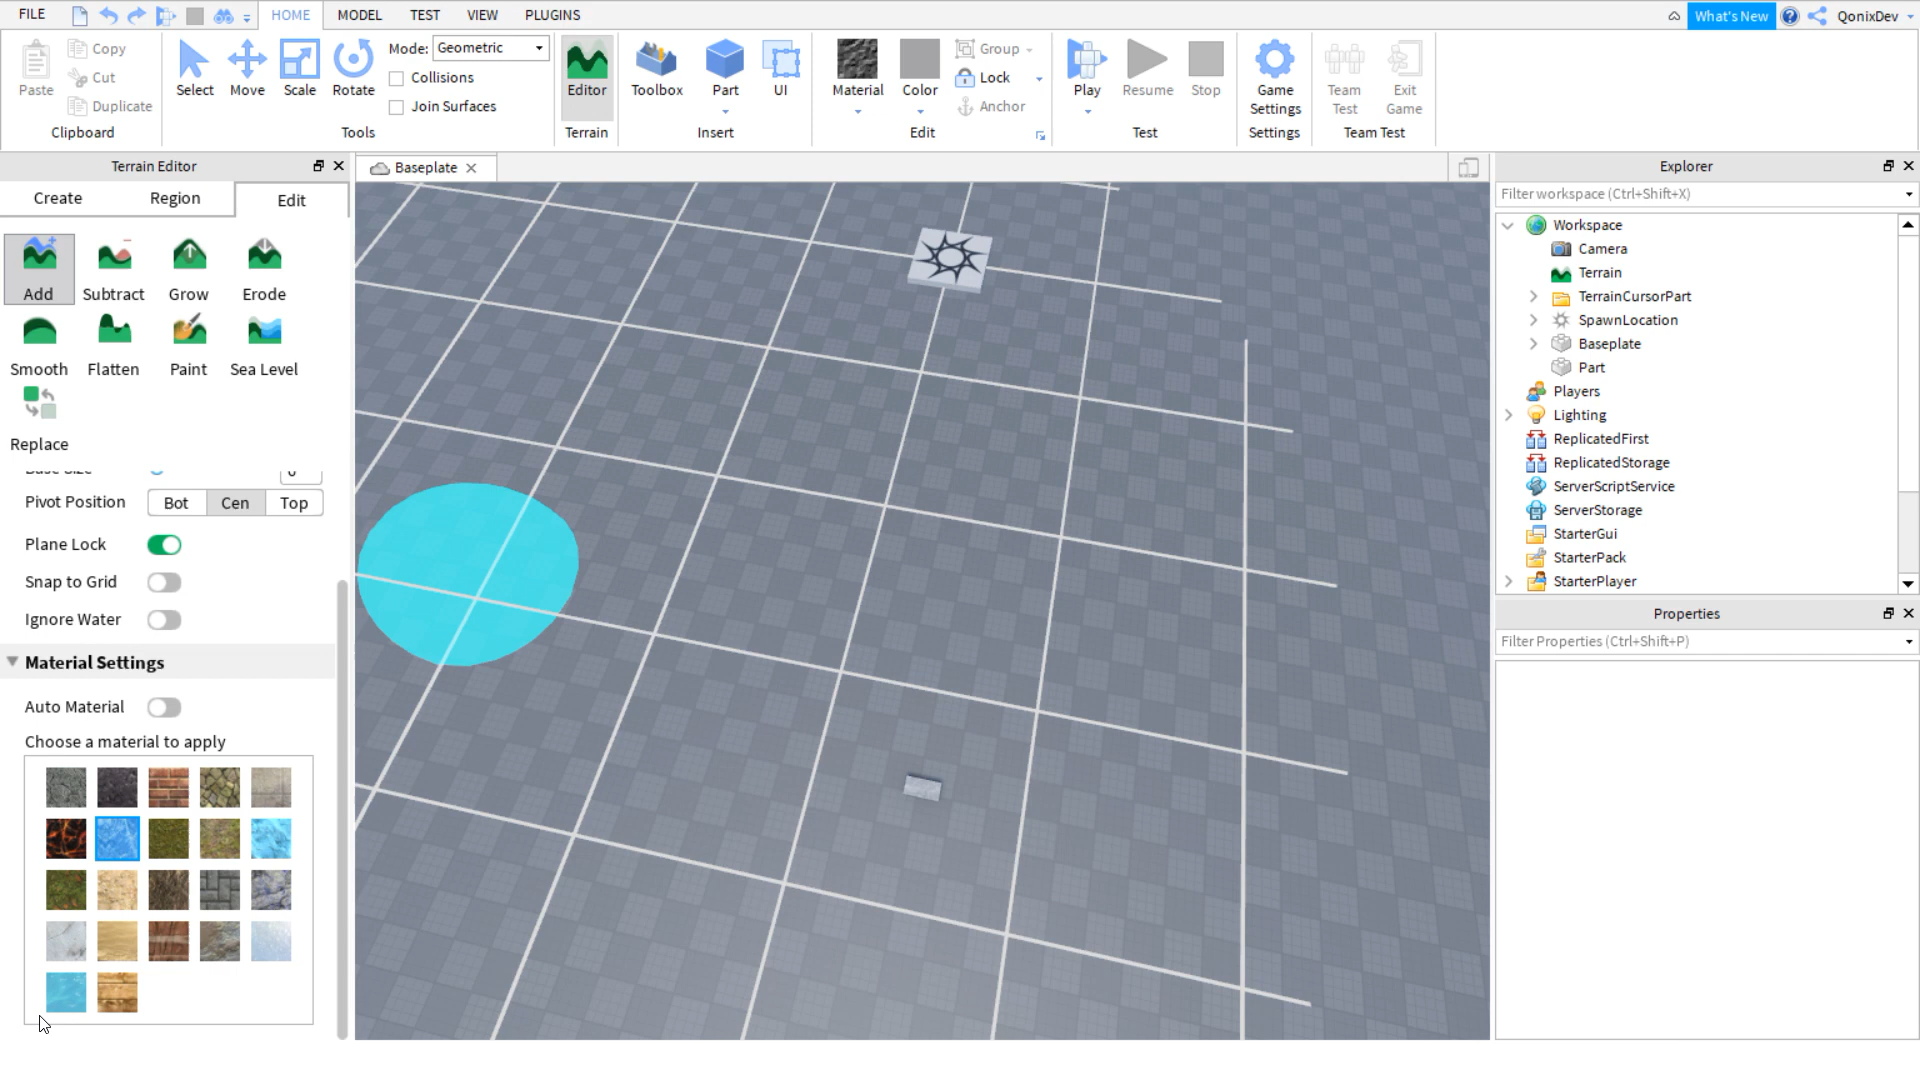 FILE
HOME
MODEL
TEST
VIEW
PLUGINS
What's New
QonixDev
Paste
Copy
Cut
Duplicate
Clipboard
Select
Move
Scale
Rotate
Mode: Geometric
Collisions
Join Surfaces
Tools
Editor
Terrain
Toolbox
Part
UI
Insert
Material
Color
Group
Lock
Anchor
Edit
Play
Resume
Stop
Test
Game
Settings
Settings
Team
Test
Exit
Game
Team Test
Terrain Editor
Create
Region
Edit
Add
Subtract
Grow
Erode
Smooth
Flatten
Paint
Sea Level
Replace
Base Size
Pivot Position
Bot
Cen
Top
Plane Lock
Snap to Grid
Ignore Water
Material Settings
Auto Material
Choose a material to apply
Baseplate
Explorer
Filter workspace (Ctrl+Shift+X)
Workspace
Camera
Terrain
TerrainCursorPart
SpawnLocation
Baseplate
Part
Players
Lighting
ReplicatedFirst
ReplicatedStorage
ServerScriptService
ServerStorage
StarterGui
StarterPack
StarterPlayer
Properties
Filter Properties (Ctrl+Shift+P)